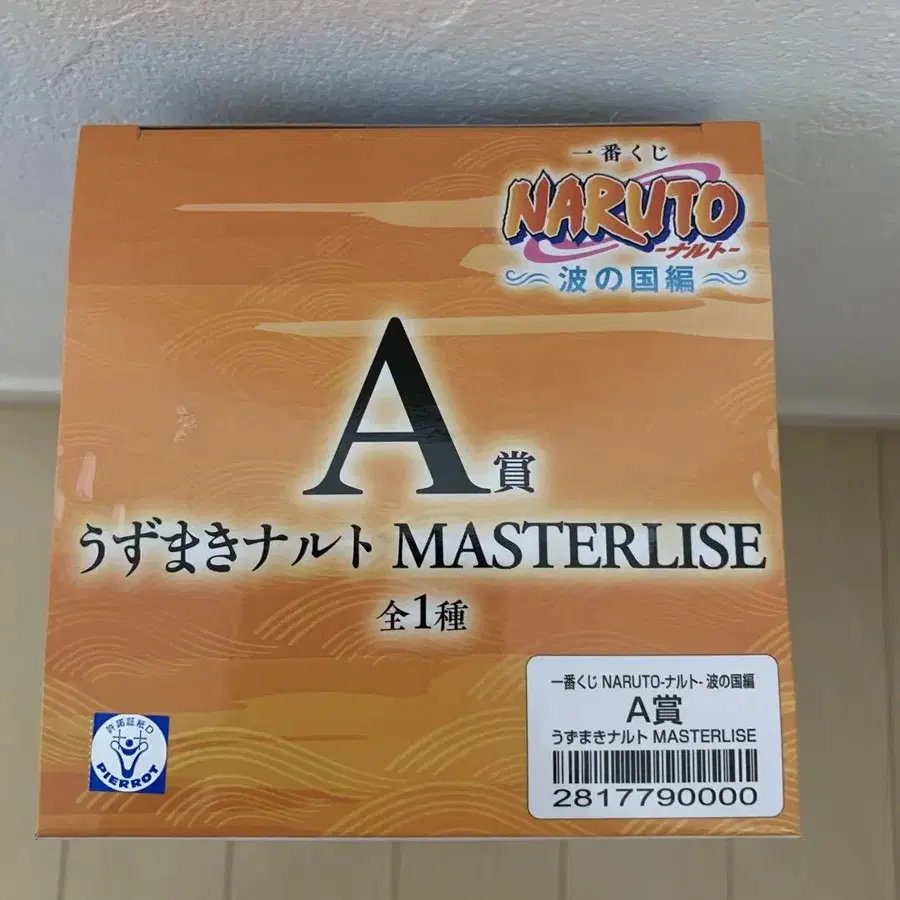 一番くじ
NARUTO
-ナルト-
波の国編
A賞
うずまきナルト MASTERLISE
全1種
許諾証紙D
PIERROT
一番くじ NARUTO-ナルト- 波の国編
A賞
うずまきナルト MASTERLISE
2817790000